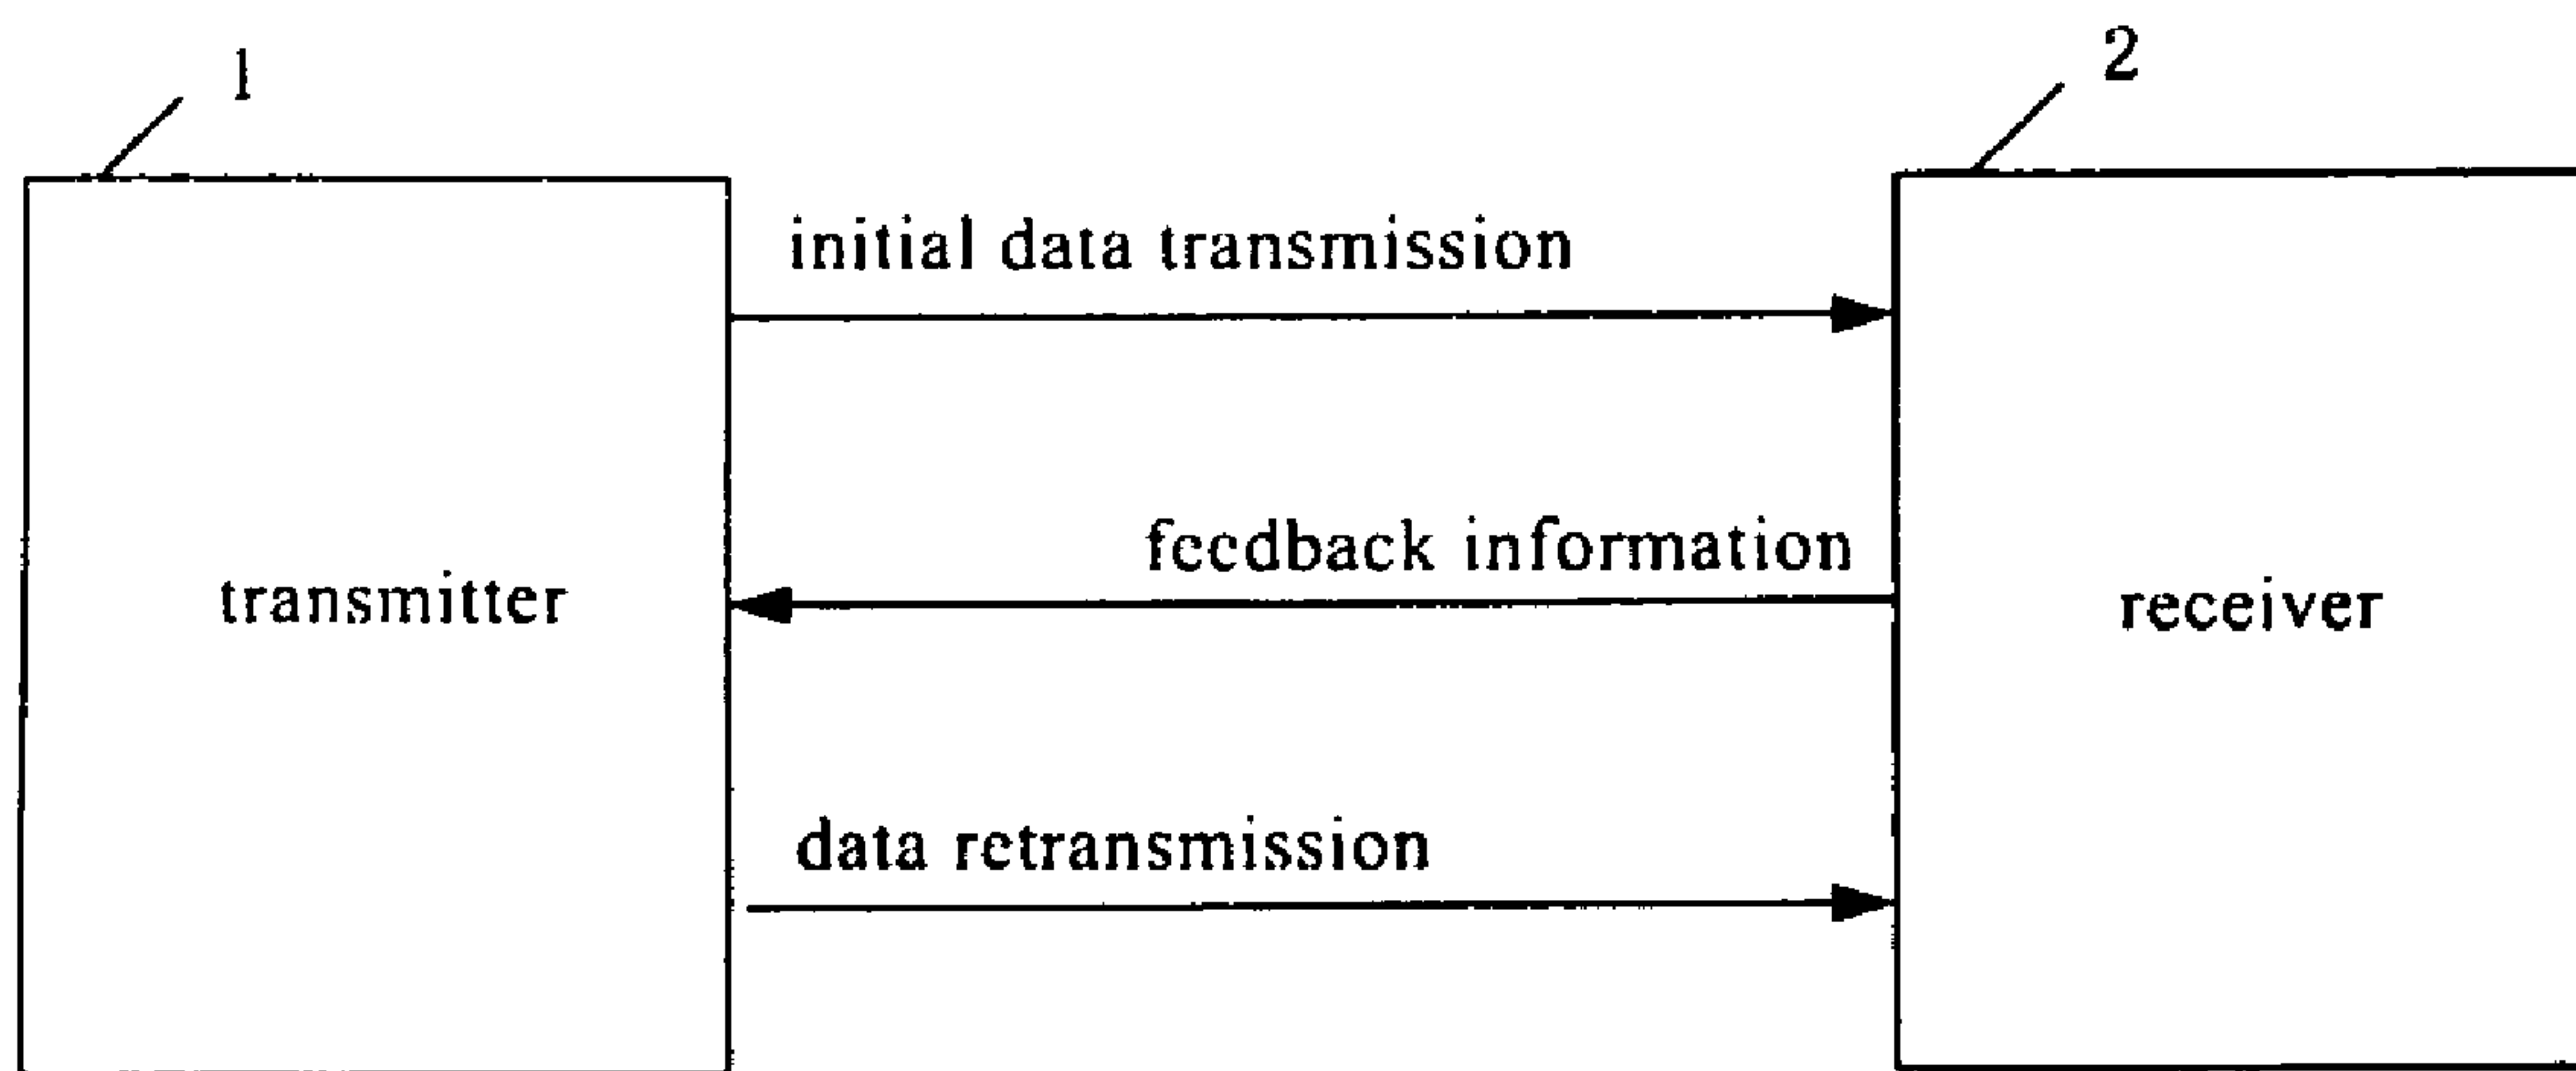 1
2
initial data transmission
feedback information
transmitter
receiver
data retransmission